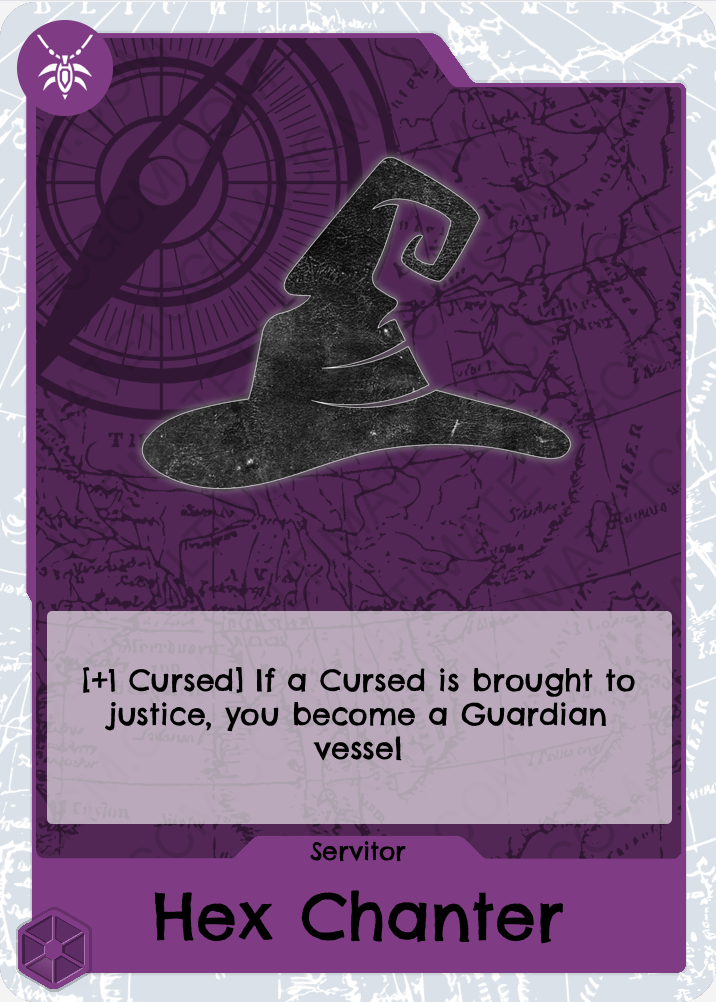 [+1 Cursed] If a Cursed is brought to
justice, you become a Guardian
vessel
Servitor
Hex Chanter